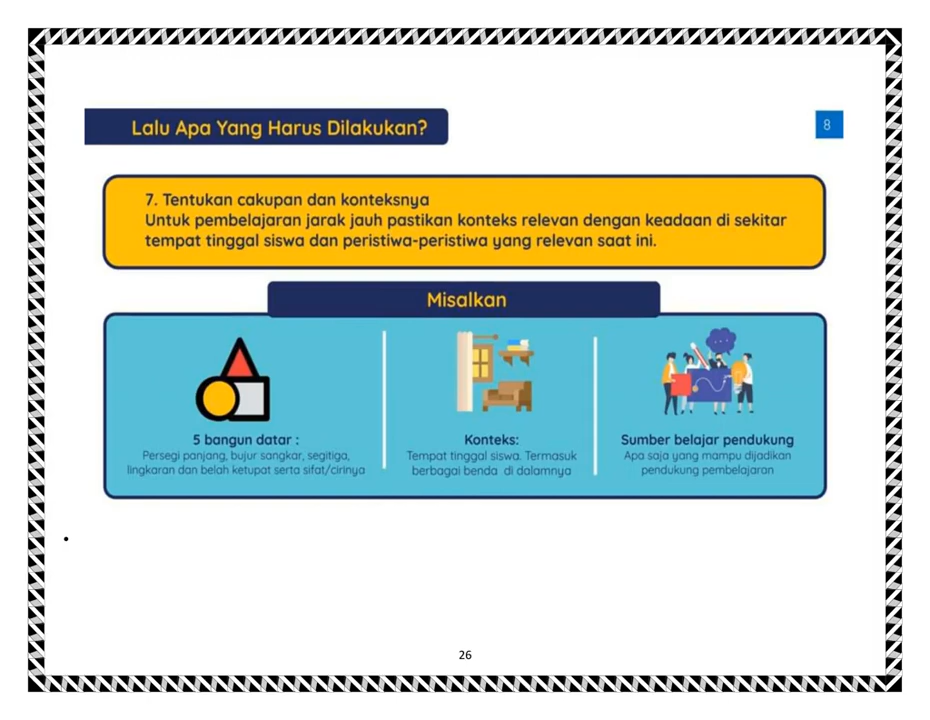 Lalu Apa Yang Harus Dilakukan?
8
7. Tentukan cakupan dan konteksnya
Untuk pembelajaran jarak jauh pastikan konteks relevan dengan keadaan di sekitar
tempat tinggal siswa dan peristiwa-peristiwa yang relevan saat ini.
Misalkan
5 bangun datar :
Persegi panjang, bujur sangkar, segitiga,
lingkaran dan belah ketupat serta sifat/cirinya
Konteks:
Tempat tinggal siswa. Termasuk
berbagai benda di dalamnya
Sumber belajar pendukung
Apa saja yang mampu dijadikan
pendukung pembelajaran
•
26